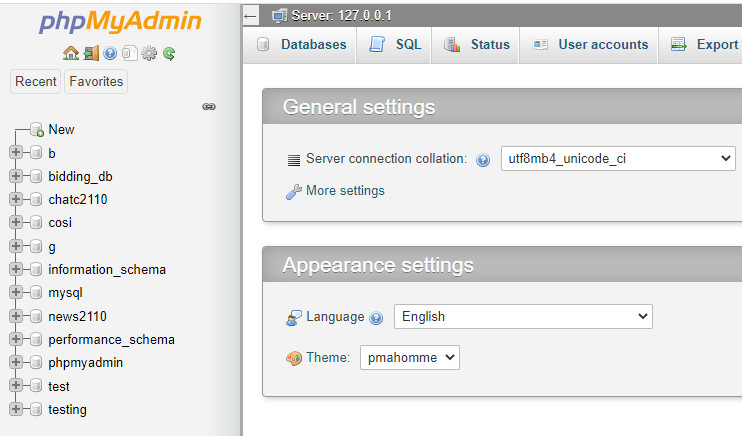 phpMyAdmin
Recent Favorites
New
b
bidding_db
chatc2110
cosi
g
information_schema
mysql
news2110
performance_schema
phpmyadmin
test
testing
Server: 127.0.0.1
Databases SQL Status User accounts Export
General settings
Server connection collation: utf8mb4_unicode_ci
More settings
Appearance settings
Language English
Theme: pmahomme